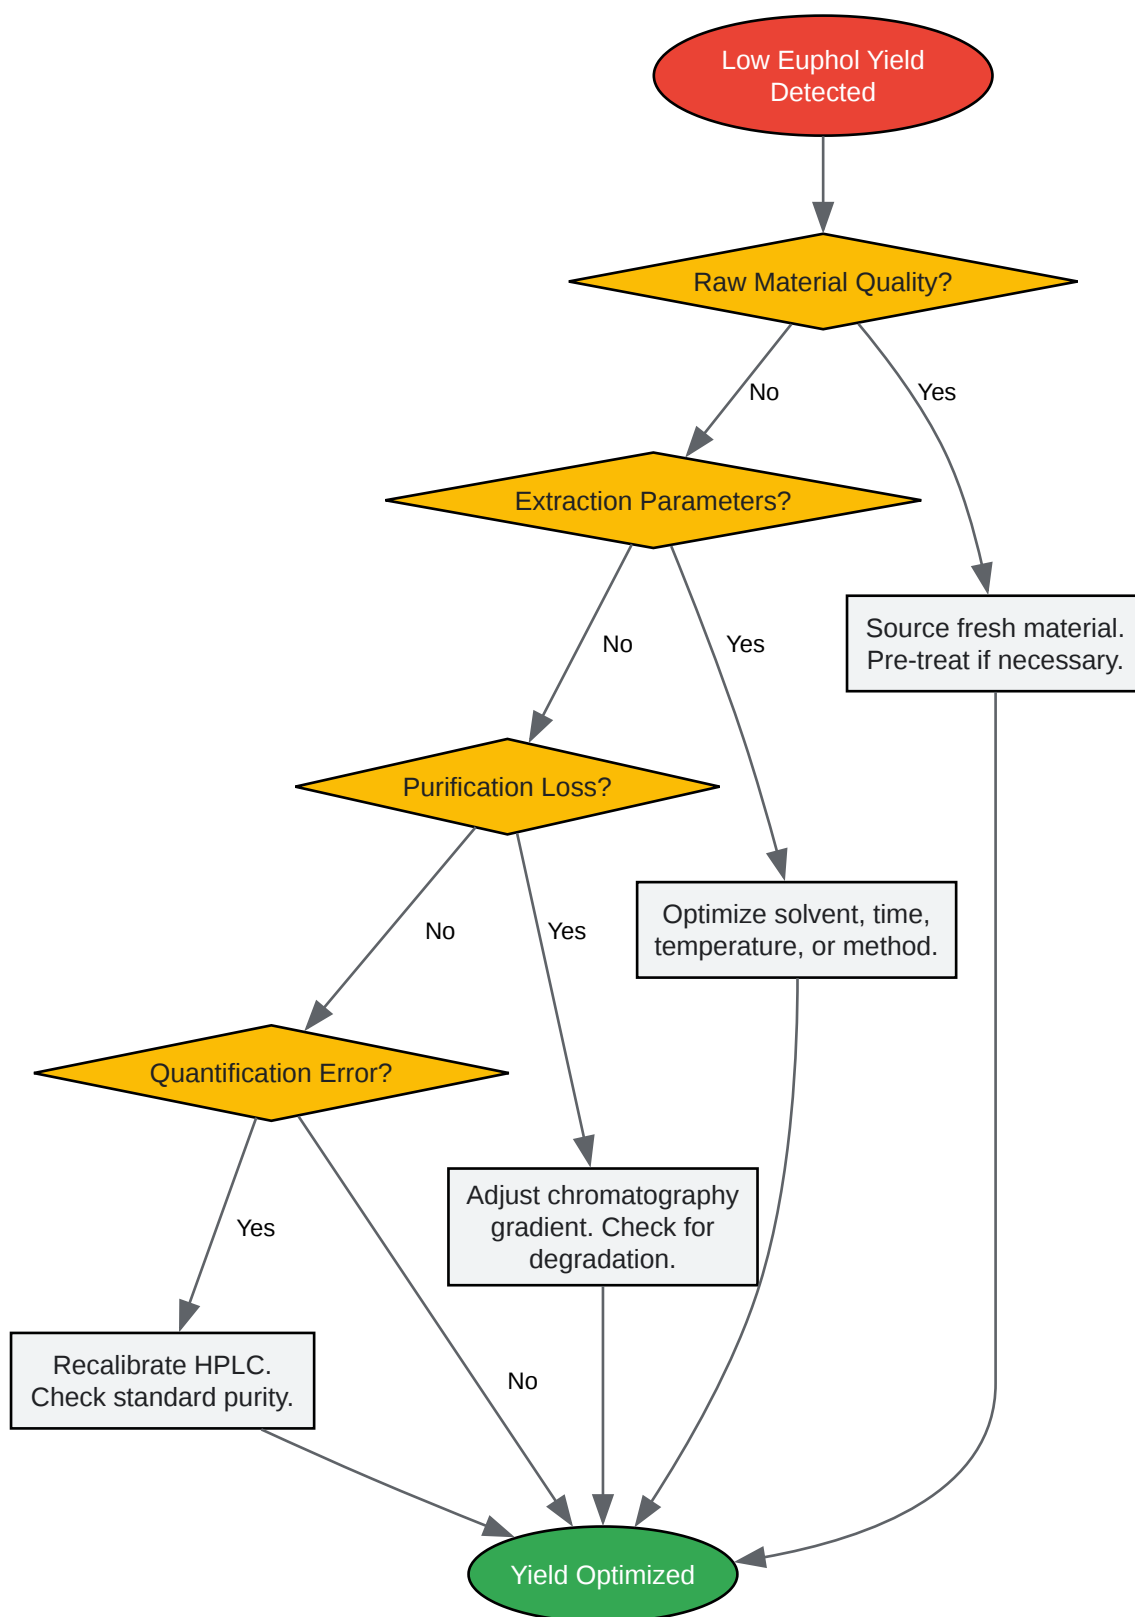 Low Euphol Yield
Detected
Raw Material Quality?
No
Yes
Extraction Parameters?
No
Yes
Source fresh material.
Pre-treat if necessary.
Purification Loss?
No
Yes
Optimize solvent, time,
temperature, or method.
Quantification Error?
Yes
No
Adjust chromatography
gradient. Check for
degradation.
Recalibrate HPLC.
Check standard purity.
Yield Optimized